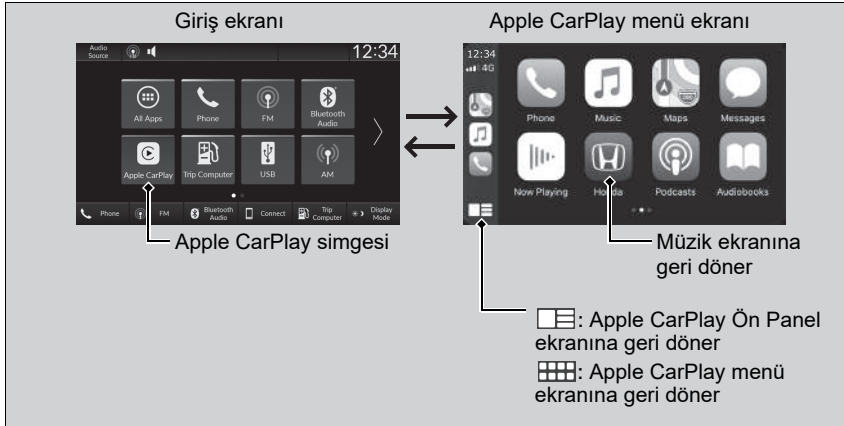 Giriş ekranı
Apple CarPlay menü ekranı
Audio
Source
12:34
All Apps
Phone
FM
Bluetooth
Audio
Apple CarPlay
Trip Computer
USB
AM
Phone
FM
Bluetooth
Audio
Connect
Trip
Computer
Display
Mode
12:34
4G
Phone
Music
Maps
Messages
Now Playing
Honda
Podcasts
Audiobooks
Apple CarPlay simgesi
Müzik ekranına
geri döner
: Apple CarPlay Ön Panel
ekranına geri döner
: Apple CarPlay menü
ekranına geri döner